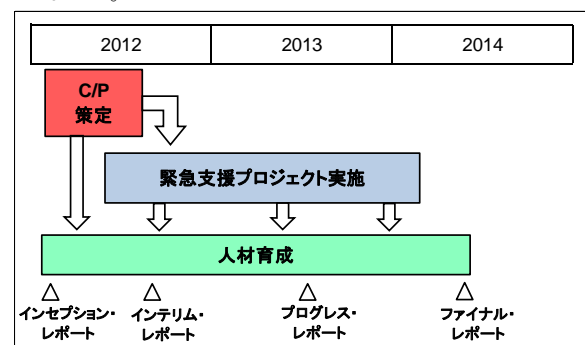 2012 2013 2014
C/P
策定
緊急支援プロジェクト実施
人材育成
△ △ △ △
インセプション・ インテリム・ プログレス・ ファイナル・
レポート レポート レポート レポート